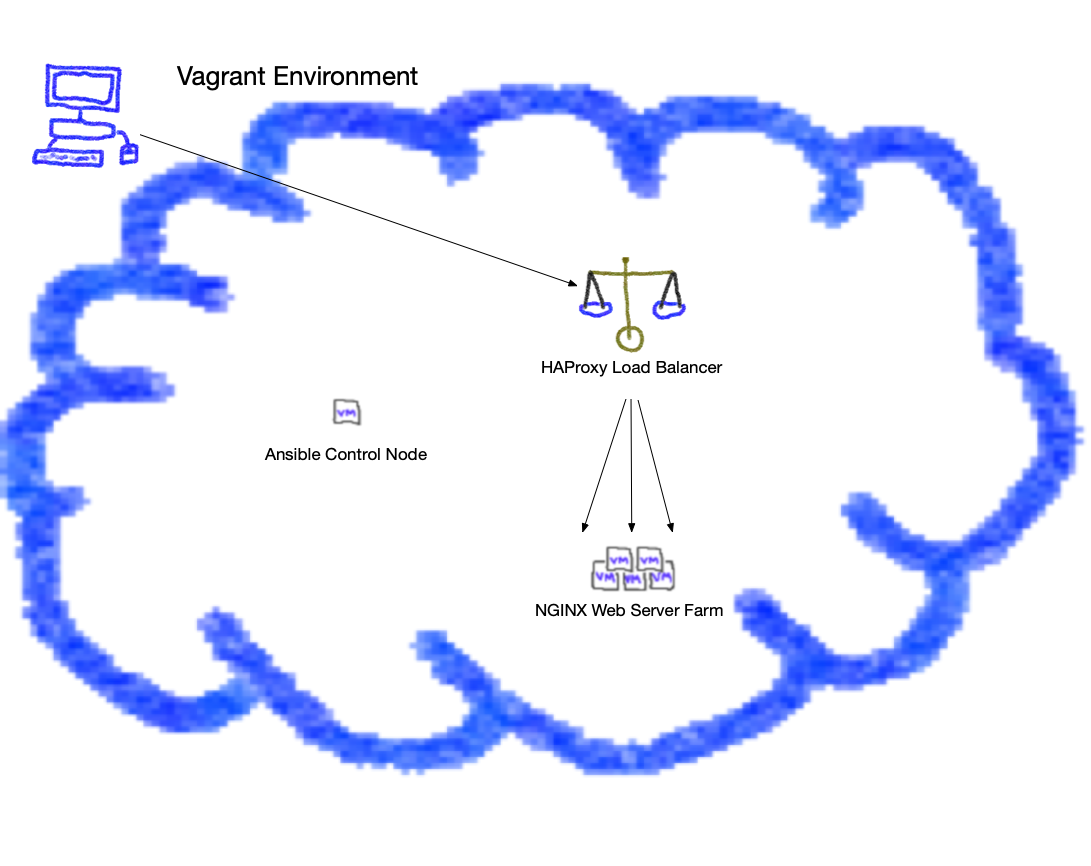 Vagrant Environment
HAProxy Load Balancer
VM
Ansible Control Node
VM VM
VM VM VM
NGINX Web Server Farm